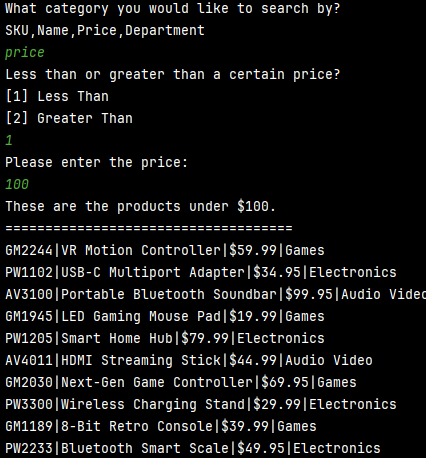 What category you would like to search by?
SKU,Name,Price,Department
price
Less than or greater than a certain price?
[1] Less Than
[2] Greater Than
1
Please enter the price:
100
These are the products under $100.
====================================
GM2244|VR Motion Controller|$59.99|Games
PW1102|USB-C Multiport Adapter|$34.95|Electronics
AV3100|Portable Bluetooth Soundbar|$99.95|Audio Video
GM1945|LED Gaming Mouse Pad|$19.99|Games
PW1205|Smart Home Hub|$79.99|Electronics
AV4011|HDMI Streaming Stick|$44.99|Audio Video
GM2030|Next-Gen Game Controller|$69.95|Games
PW3300|Wireless Charging Stand|$29.99|Electronics
GM1189|8-Bit Retro Console|$39.99|Games
PW2233|Bluetooth Smart Scale|$49.95|Electronics